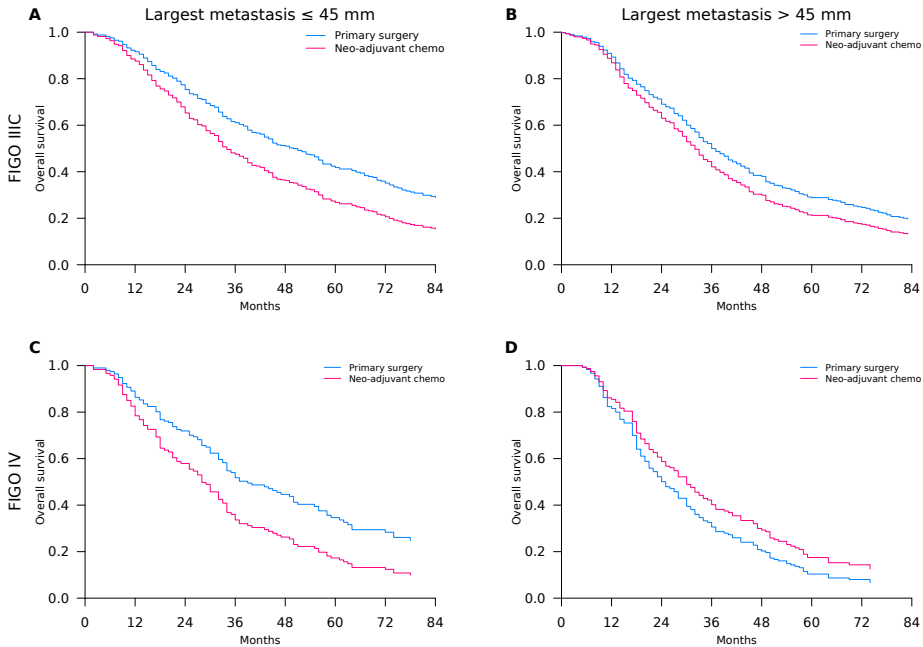 Largest metastasis ≤ 45 mm
Largest metastasis > 45 mm
FIGO IIIC
FIGO IV
A
Primary surgery
Neo-adjuvant chemo
Overall survival
1.0
0.8
0.6
0.4
0.2
0.0
0 12 24 36 48 60 72 84
Months
B
Primary surgery
Neo-adjuvant chemo
Overall survival
1.0
0.8
0.6
0.4
0.2
0.0
0 12 24 36 48 60 72 84
Months
C
Primary surgery
Neo-adjuvant chemo
Overall survival
1.0
0.8
0.6
0.4
0.2
0.0
0 12 24 36 48 60 72 84
Months
D
Primary surgery
Neo-adjuvant chemo
Overall survival
1.0
0.8
0.6
0.4
0.2
0.0
0 12 24 36 48 60 72 84
Months